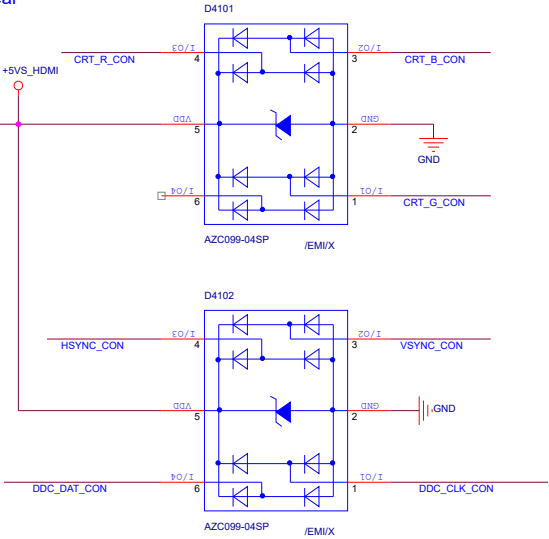 D4101
I/O3
I/O2
CRT_R_CON
4
3
CRT_B_CON
+5VS_HDMI
VDD
GND
5
2
GND
I/O4
I/O1
6
1
CRT_G_CON
AZC099-04SP
/EMI/X
D4102
I/O3
I/O2
HSYNC_CON
4
3
VSYNC_CON
VDD
GND
5
2
GND
I/O4
I/O1
DDC_DAT_CON
6
1
DDC_CLK_CON
AZC099-04SP
/EMI/X